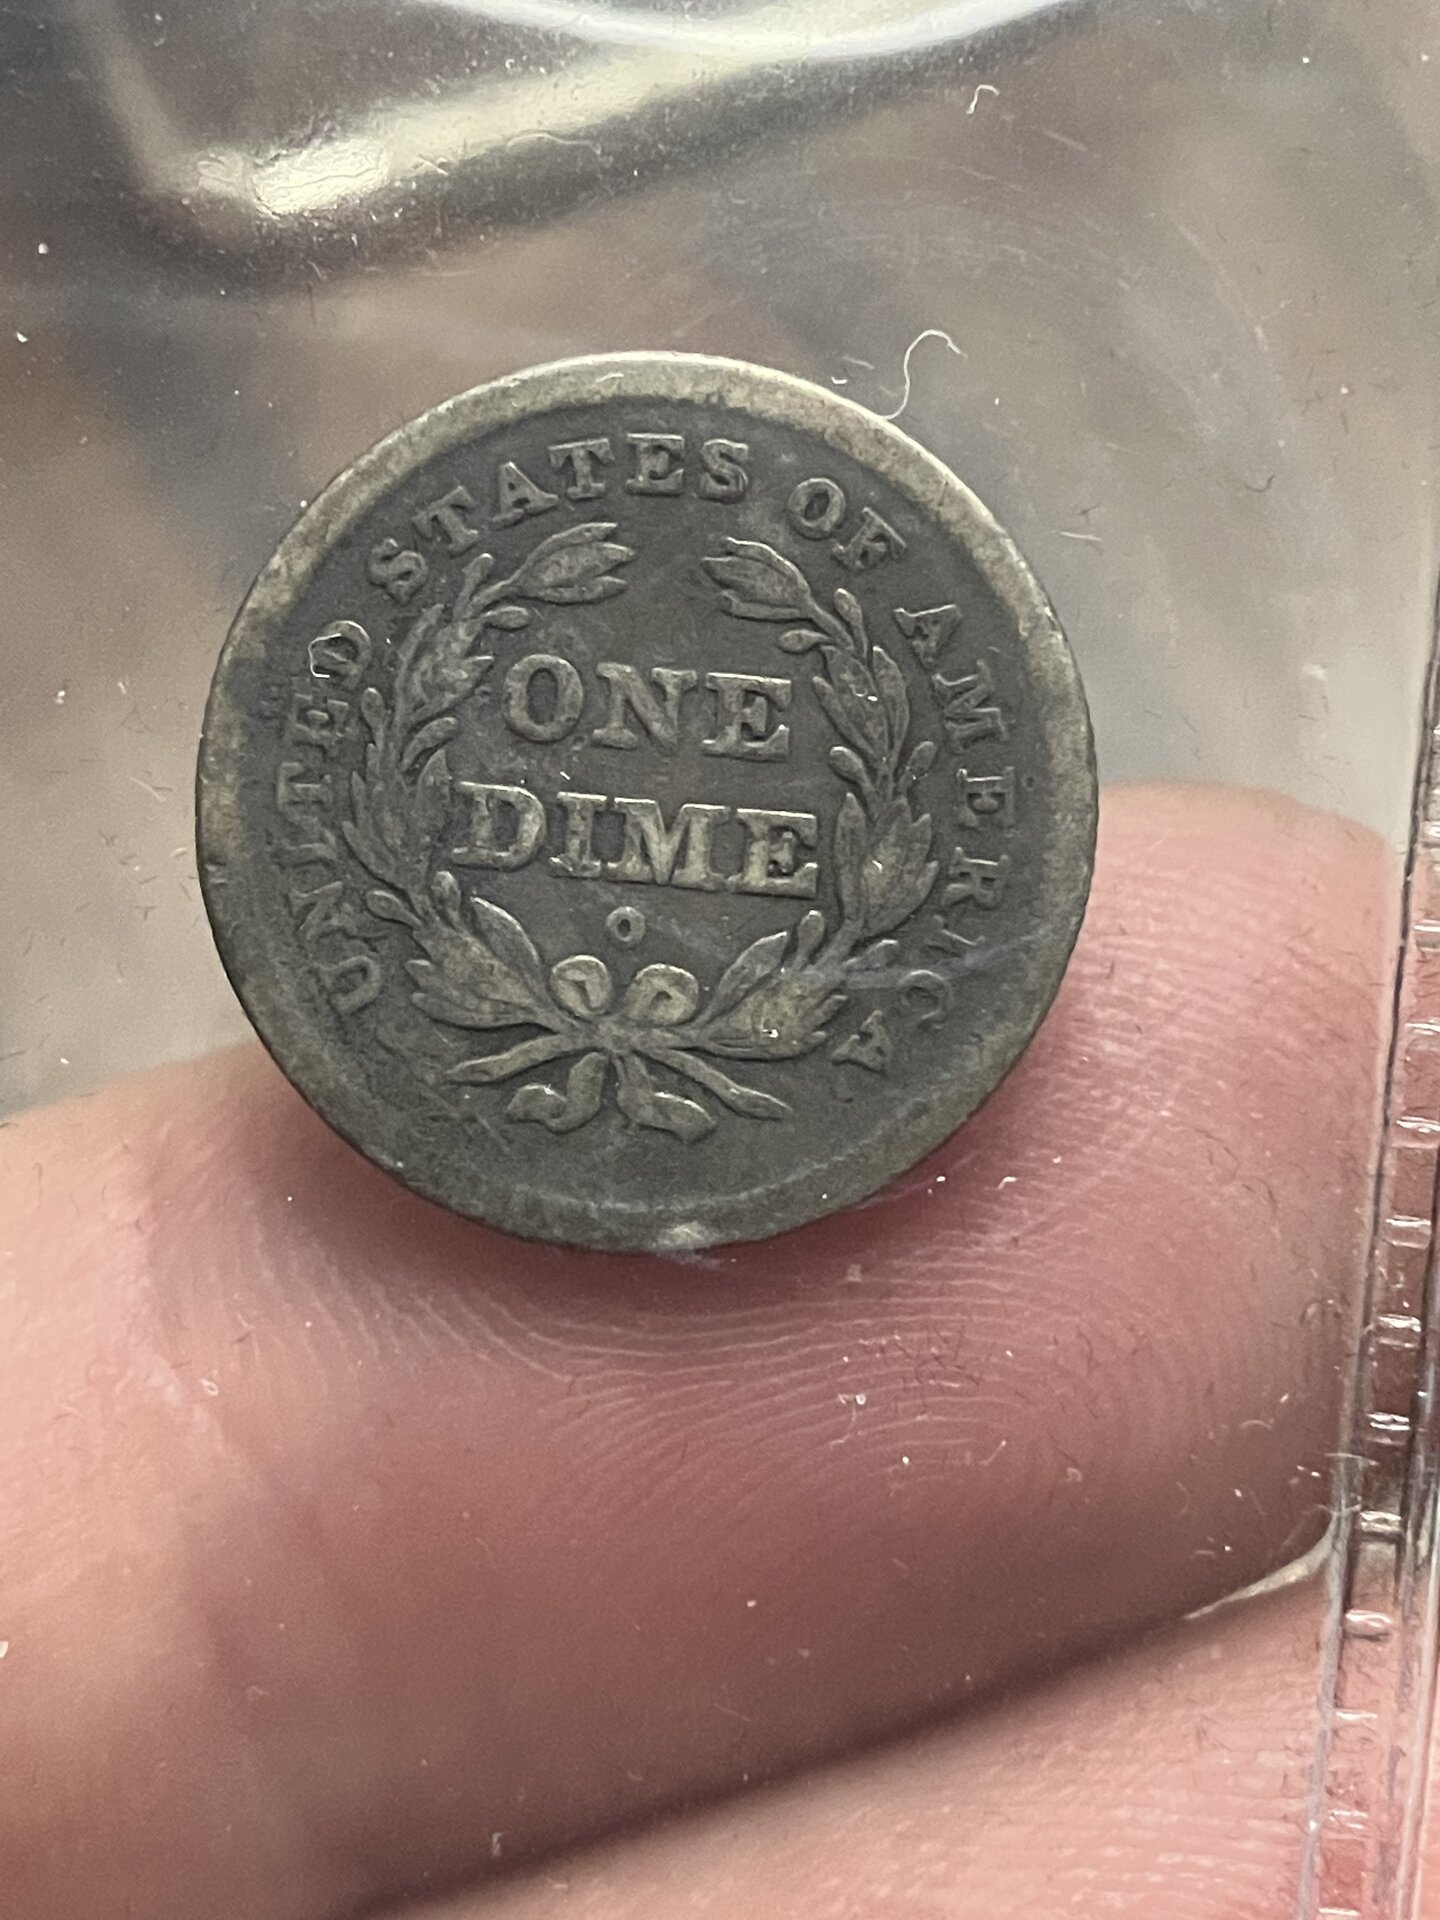 UNITED STATES OF AMERICA
ONE
DIME
O